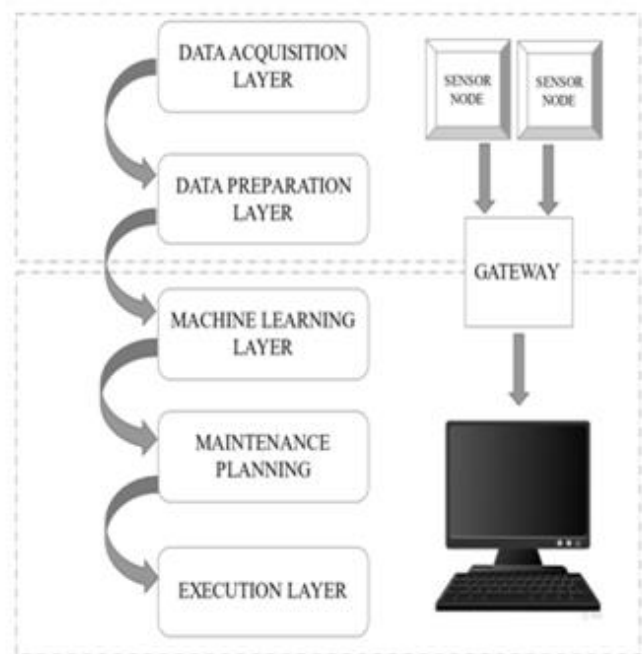 DATA ACQUISITION
LAYER
SENSOR
NODE
SENSOR
NODE
DATA PREPARATION
LAYER
GATEWAY
MACHINE LEARNING
LAYER
MAINTENANCE
PLANNING
EXECUTION LAYER